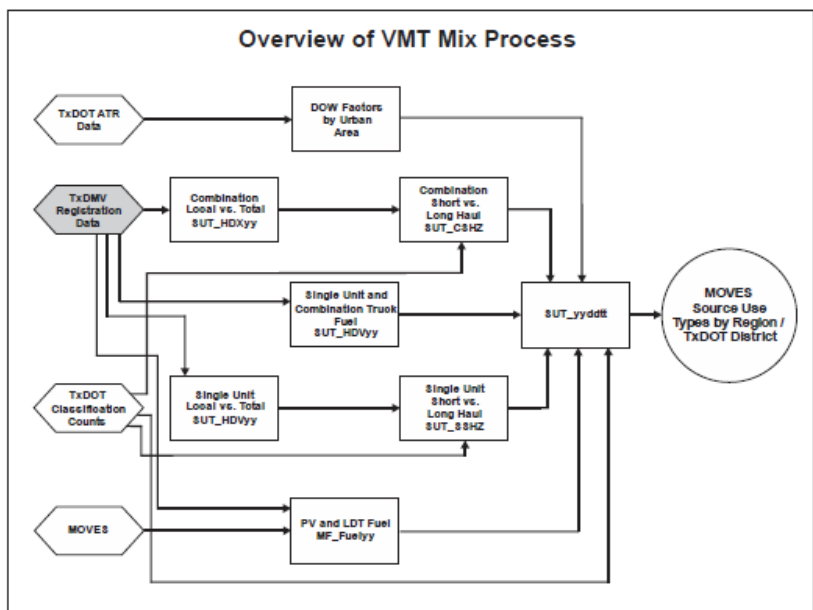 Overview of VMT Mix Process
TxDOT ATR
Data
DOW Factors
by Urban
Area
TxDMV
Registration
Data
Combination
Local vs. Total
SUT_HDXyy
Combination
Short vs.
Long Haul
SUT_CSHZ
Single Unit and
Combination Truck
Fuel
SUT_HDVyy
SUT_yyddtt
MOVES
Source Use
Types by Region /
TxDOT District
TxDOT
Classification
Counts
Single Unit
Local vs. Total
SUT_HDVyy
Single Unit
Short vs.
Long Haul
SUT_SSHZ
MOVES
PV and LDT Fuel
MF_Fuelyy